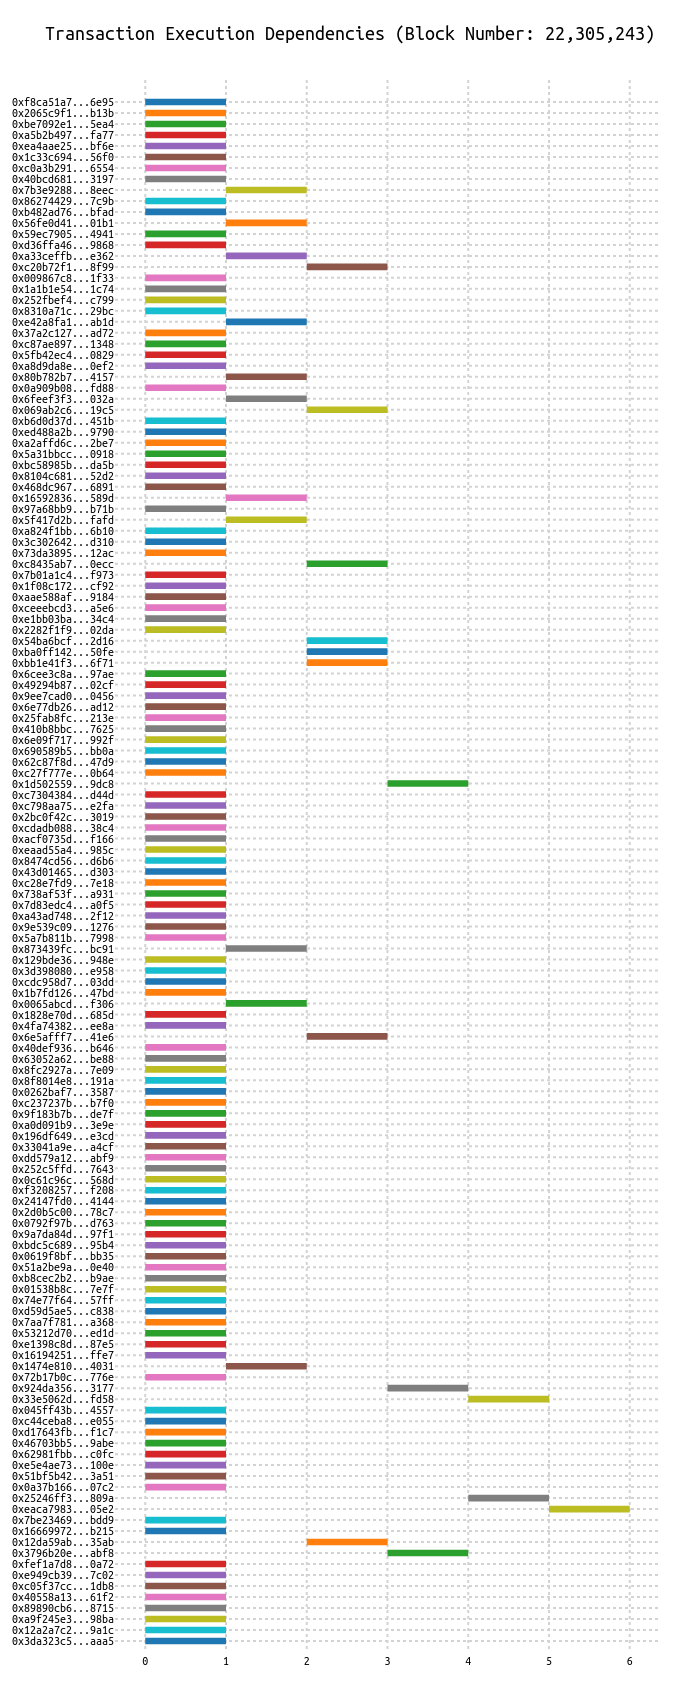 Transaction Execution Dependencies (Block Number: 22,305,243)
0xf8ca51a7...6e95
0x2065c9f1...b13b
0xbe7092e1...5ea4
0xa5b2b497...fa77
0xea4aae25...bf6e
0x1c33c694...56f0
0xc0a3b291...6554
0x40bcd681...3197
0x7b3e9288...8eec
0x86274429...7c9b
0xb482ad76...bfad
0x56fe0d41...01b1
0x59ec7905...4941
0xd36ffa46...9868
0xa33ceffb...e362
0xc20b72f1...8f99
0x009867c8...1f33
0x1a1b1e54...1c74
0x252fbef4...c799
0x8310a71c...29bc
0xe42a8fa1...ab1d
0x37a2c127...ad72
0xc87ae897...1348
0x5fb42ec4...0829
0xa8d9da8e...0ef2
0x80b782b7...4157
0x0a909b08...fd88
0x6feef3f3...032a
0x069ab2c6...19c5
0xb6d0d37d...451b
0xed488a2b...9790
0xa2affd6c...2be7
0x5a31bbcc...0918
0xbc58985b...da5b
0x8104c681...52d2
0x468dc967...6891
0x16592836...589d
0x97a68bb9...b71b
0x5f417d2b...fafd
0xa824f1bb...6b10
0x3c302642...d310
0x73da3895...12ac
0xc8435ab7...0ecc
0x7b01a1c4...f973
0x1f08c172...cf92
0xaae588af...9184
0xceeebcd3...a5e6
0xe1bb03ba...34c4
0x2282f1f9...02da
0x54ba6bcf...2d16
0xba0ff142...50fe
0xbb1e41f3...6f71
0x6cee3c8a...97ae
0x49294b87...02cf
0x9ee7cad0...0456
0x6e77db26...ad12
0x25fab8fc...213e
0x410b8bbc...7625
0x6e09f717...992f
0x690589b5...bb0a
0x62c87f8d...47d9
0xc27f777e...0b64
0x1d502559...9dc8
0xc7304384...d44d
0xc798aa75...e2fa
0x2bc0f42c...3019
0xcdadb088...38c4
0xacf0735d...f166
0xeaad55a4...985c
0x8474cd56...d6b6
0x43d01465...d303
0xc28e7fd9...7e18
0x738af53f...a931
0x7d83edc4...a0f5
0xa43ad748...2f12
0x9e539c09...1276
0x5a7b811b...7998
0x873439fc...bc91
0x129bde36...948e
0x3d398080...e958
0xcdc958d7...03dd
0x1b7fd126...47bd
0x0065abcd...f306
0x1828e70d...685d
0x4fa74382...ee8a
0x6e5afff7...41e6
0x40def936...b646
0x63052a62...be88
0x8fc2927a...7e09
0x8f8014e8...191a
0x0262baf7...3587
0xc237237b...b7f0
0x9f183b7b...de7f
0xa0d091b9...3e9e
0x196df649...e3cd
0x33041a9e...a4cf
0xdd579a12...abf9
0x252c5ffd...7643
0x0c61c96c...568d
0xf3208257...f208
0x24147fd0...4144
0x2d0b5c00...78c7
0x0792f97b...d763
0x9a7da84d...97f1
0xbdc5c689...95b4
0x0619f8bf...bb35
0x51a2be9a...0e40
0xb8cec2b2...b9ae
0x01538b8c...7e7f
0x74e77f64...57ff
0xd59d5ae5...c838
0x7aa7f781...a368
0x53212d70...ed1d
0xe1398c8d...87e5
0x16194251...ffe7
0x1474e810...4031
0x72b17b0c...776e
0x924da356...3177
0x33e5062d...fd58
0x045ff43b...4557
0xc44ceba8...e055
0xd17643fb...f1c7
0x46703bb5...9abe
0x62981fbb...c0fc
0xe5e4ae73...100e
0x51bf5b42...3a51
0x0a37b166...07c2
0x25246ff3...809a
0xeaca7983...05e2
0x7be23469...bdd9
0x16669972...b215
0x12da59ab...35ab
0x3796b20e...abf8
0xfef1a7d8...0a72
0xe949cb39...7c02
0xc05f37cc...1db8
0x40558a13...61f2
0x89890cb6...8715
0xa9f245e3...98ba
0x12a2a7c2...9a1c
0x3da323c5...aaa5
0 1 2 3 4 5 6